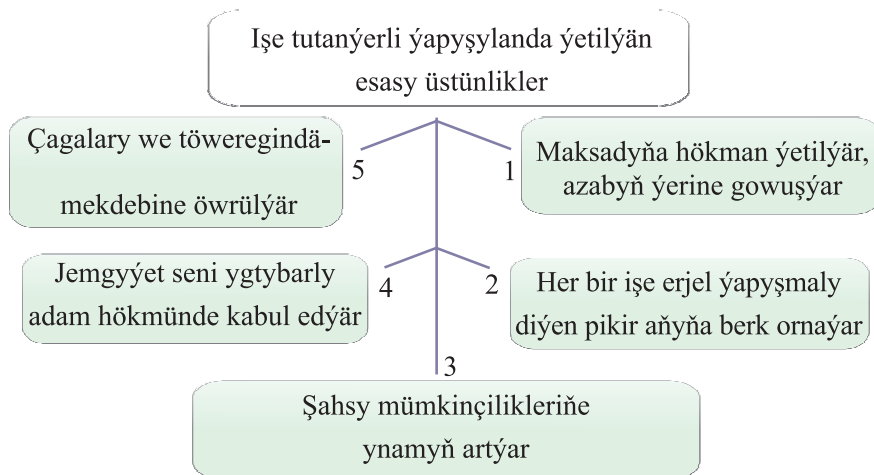 Işe tutanýerli ýapyşylanda ýetilýän
esasy üstünlikler
Çagalary we töweregindä-
mekdebine öwrülýär
5
1
Maksadyňa hökman ýetilýär,
azabyň ýerine gowuşýar
Jemgyýet seni ygtybarly
adam hökmünde kabul edýär
4
2
Her bir işe erjel ýapyşmaly
diýen pikir aňyňa berk ornaýar
3
Şahsy mümkinçilikleriňe
ynamyň artýar